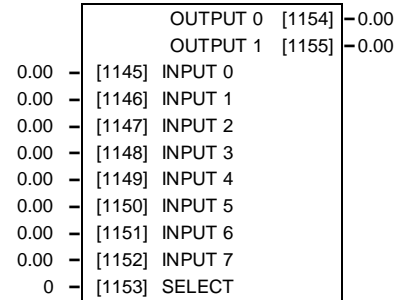 OUTPUT 0 [1154] 0.00
OUTPUT 1 [1155] 0.00
0.00 [1145] INPUT 0
0.00 [1146] INPUT 1
0.00 [1147] INPUT 2
0.00 [1148] INPUT 3
0.00 [1149] INPUT 4
0.00 [1150] INPUT 5
0.00 [1151] INPUT 6
0.00 [1152] INPUT 7
0 [1153] SELECT